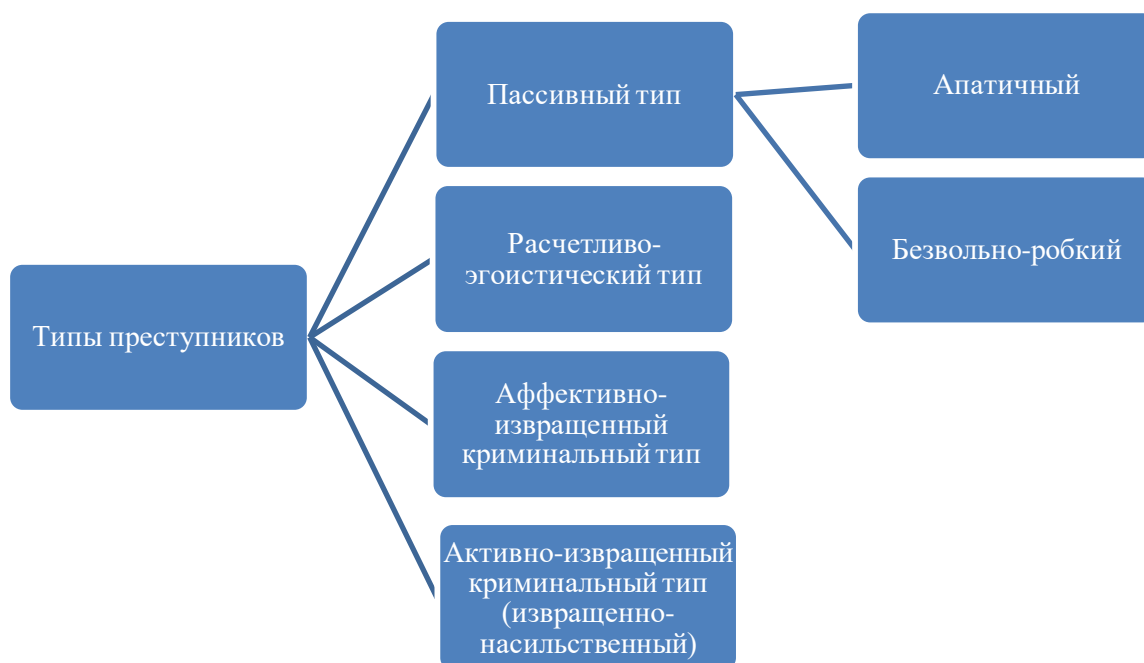 Типы преступников
Пассивный тип
Расчетливо-
эгоистический тип
Аффективно-
извращенный
криминальный тип
Активно-извращенный
криминальный тип
(извращенно-
насильственный)
Апатичный
Безвольно-робкий